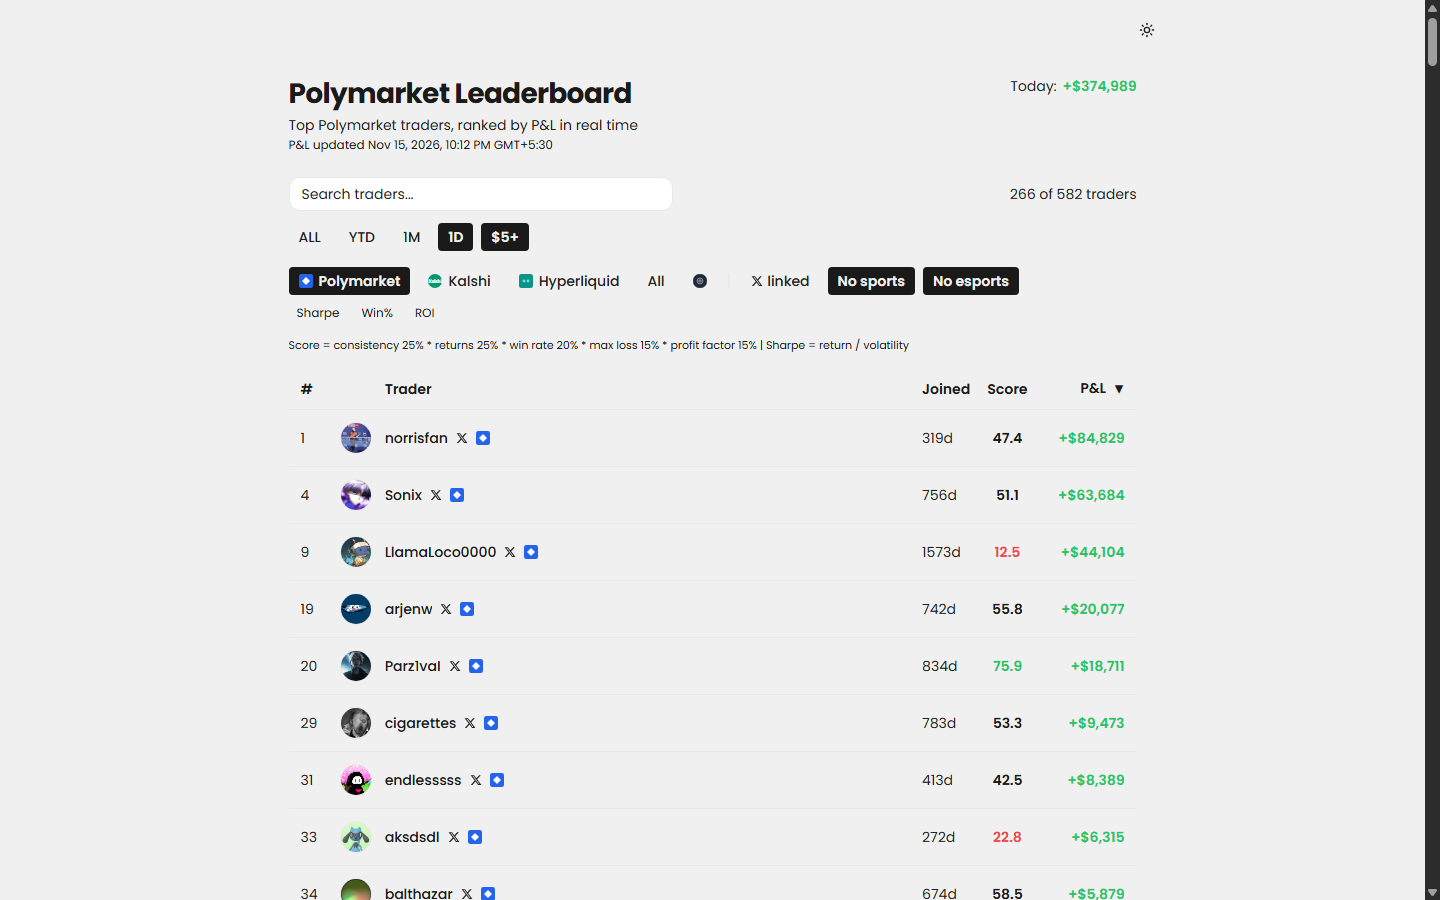 Polymarket Leaderboard
Today: +$374,989
Top Polymarket traders, ranked by P&L in real time
P&L updated Nov 15, 2026, 10:12 PM GMT+5:30
Search traders...
266 of 582 traders
ALL YTD 1M 1D $5+
Polymarket Kalshi Hyperliquid All 𝕏 linked No sports No esports
Sharpe Win% ROI
Score = consistency 25% * returns 25% * win rate 20% * max loss 15% * profit factor 15% | Sharpe = return / volatility
# Trader Joined Score P&L ▼
1 norrisfan 𝕏 319d 47.4 +$84,829
4 Sonix 𝕏 756d 51.1 +$63,684
9 LlamaLoco0000 𝕏 1573d 12.5 +$44,104
19 arjenw 𝕏 742d 55.8 +$20,077
20 Parz1val 𝕏 834d 75.9 +$18,711
29 cigarettes 𝕏 783d 53.3 +$9,473
31 endlesssss 𝕏 413d 42.5 +$8,389
33 aksdsdl 𝕏 272d 22.8 +$6,315
34 balthazar 𝕏 674d 58.5 +$5,879